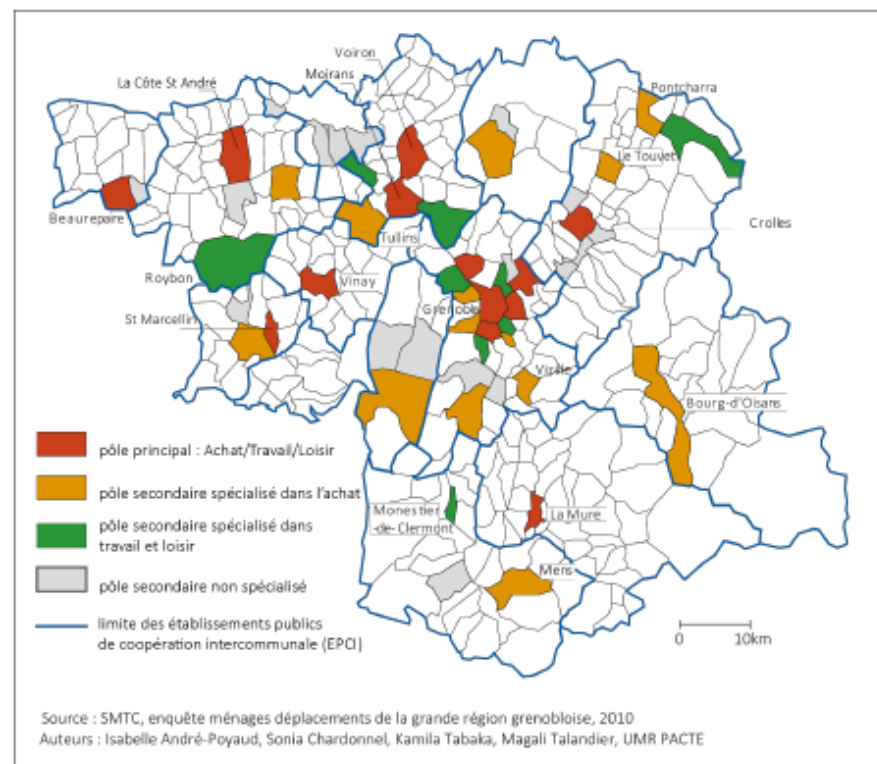 Voiron
Moirans
La Côte St André
Pontcharra
Le Touvet
Beaurepaire
Crolles
Tullins
Roybon
Vinay
Grenoble
St Marcellin
Vizille
Bourg-d'Oisans
pôle principal : Achat/Travail/Loisir
pôle secondaire spécialisé dans l'achat
pôle secondaire spécialisé dans
travail et loisir
pôle secondaire non spécialisé
limite des établissements publics
de coopération intercommunale (EPCI)
Monestier
-de-Clermont
La Mure
Mens
0 10km
Source : SMTC, enquête ménages déplacements de la grande région grenobloise, 2010
Auteurs : Isabelle André-Poyaud, Sonia Chardonnel, Kamila Tabaka, Magali Talandier, UMR PACTE